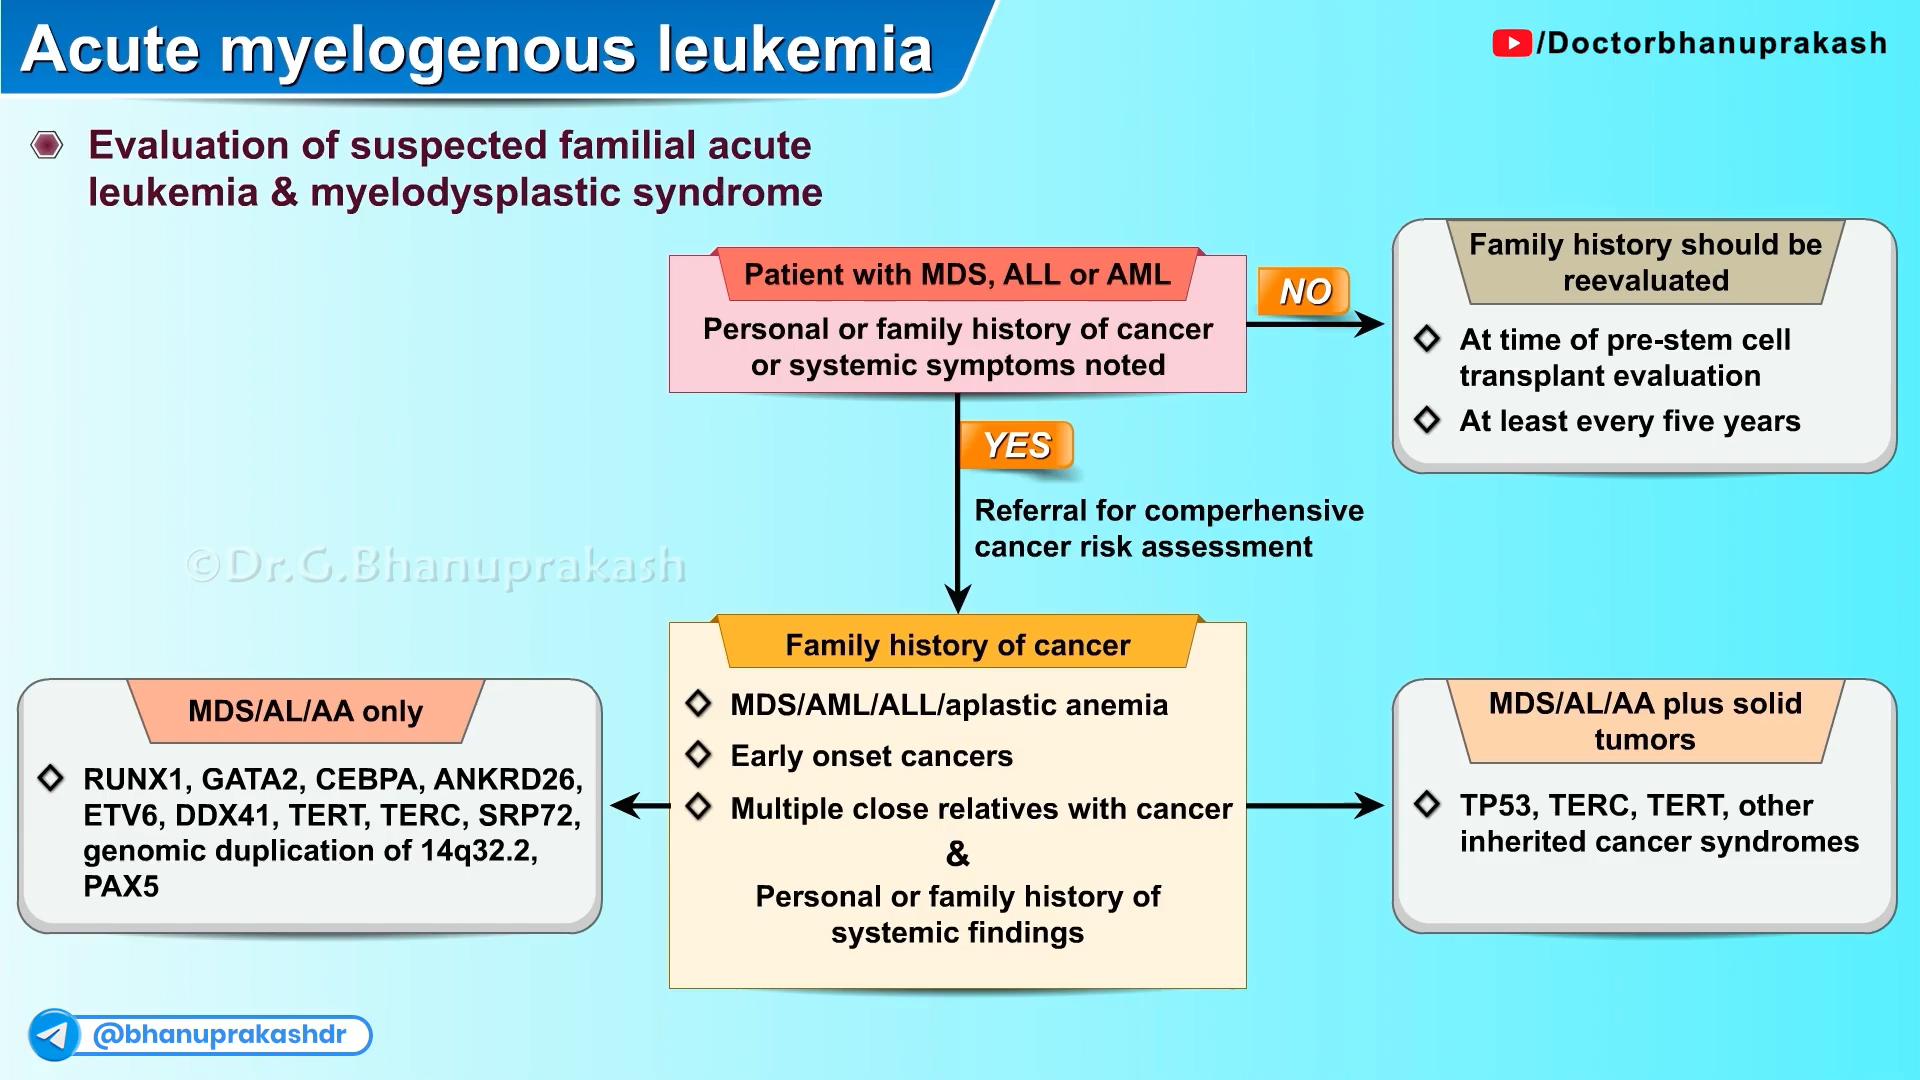 Acute myelogenous leukemia
/Doctorbhanuprakash
Evaluation of suspected familial acute
leukemia & myelodysplastic syndrome
Patient with MDS, ALL or AML
Personal or family history of cancer
or systemic symptoms noted
NO
Family history should be
reevaluated
At time of pre-stem cell
transplant evaluation
At least every five years
YES
Referral for comperhensive
cancer risk assessment
©Dr.G.Bhanuprakash
Family history of cancer
MDS/AML/ALL/aplastic anemia
Early onset cancers
Multiple close relatives with cancer
&
Personal or family history of
systemic findings
MDS/AL/AA only
RUNX1, GATA2, CEBPA, ANKRD26,
ETV6, DDX41, TERT, TERC, SRP72,
genomic duplication of 14q32.2,
PAX5
MDS/AL/AA plus solid
tumors
TP53, TERC, TERT, other
inherited cancer syndromes
@bhanuprakashdr